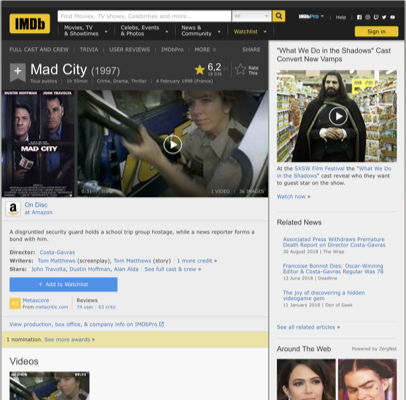 IMDb
Find Movies, TV shows, Celebrities and more...
All
IMDbPro
Help
Movies, TV
& Showtimes
Celebs, Events
& Photos
News &
Community
Watchlist
Sign in
FULL CAST AND CREW | TRIVIA | USER REVIEWS | IMDbPro | MORE
SHARE
Mad City (1997)
6,2
Rate
This
1h 55min | Crime, Drama, Thriller | 4 February 1998 (France)
DUSTIN HOFFMAN JOHN TRAVOLTA
MAD CITY
1 VIDEO | 36 IMAGES
On Disc
at Amazon
A disgruntled security guard holds a school trip group hostage, while a news reporter forms a
bond with him.
Director: Costa-Gavras
Writers: Tom Matthews (screenplay), Tom Matthews (story) | 1 more credit »
Stars: John Travolta, Dustin Hoffman, Alan Alda | See full cast & crew »
+ Add to Watchlist
Metascore
From metacritic.com
Reviews
74 user | 63 critic
View production, box office, & company info on IMDbPro
1 nomination. See more awards »
Videos
"What We Do in the Shadows" Cast
Convert New Vamps
At the SXSW Film Festival the "What We
Do in the Shadows" cast reveal who they want
to guest star on the show.
Watch now »
Related News
Associated Press Withdraws Premature
Death Report on Director Costa-Gavras
30 August 2018 | The Wrap
Francoise Bonnot Dies: Oscar-Winning
Editor & Costa-Gavras Regular Was 78
13 June 2018 | Deadline
The joy of discovering a hidden
videogame gem
11 January 2018 | Den of Geek
See all related articles »
Around The Web
Powered by ZergNet